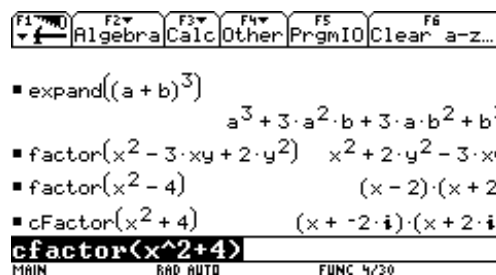 F1 F2 F3 F4 F5 F6
Algebra Calc Other PrgmIO Clear a-z…
▪ expand((a + b)³)
a³ + 3·a²·b + 3·a·b² + b³
▪ factor(x² - 3·xy + 2·y²) x² + 2·y² - 3·x
▪ factor(x² - 4) (x - 2)·(x + 2
▪ cFactor(x² + 4) (x + -2·i)·(x + 2·i
cfactor(x^2+4)
MAIN RAD AUTO FUNC 4/30